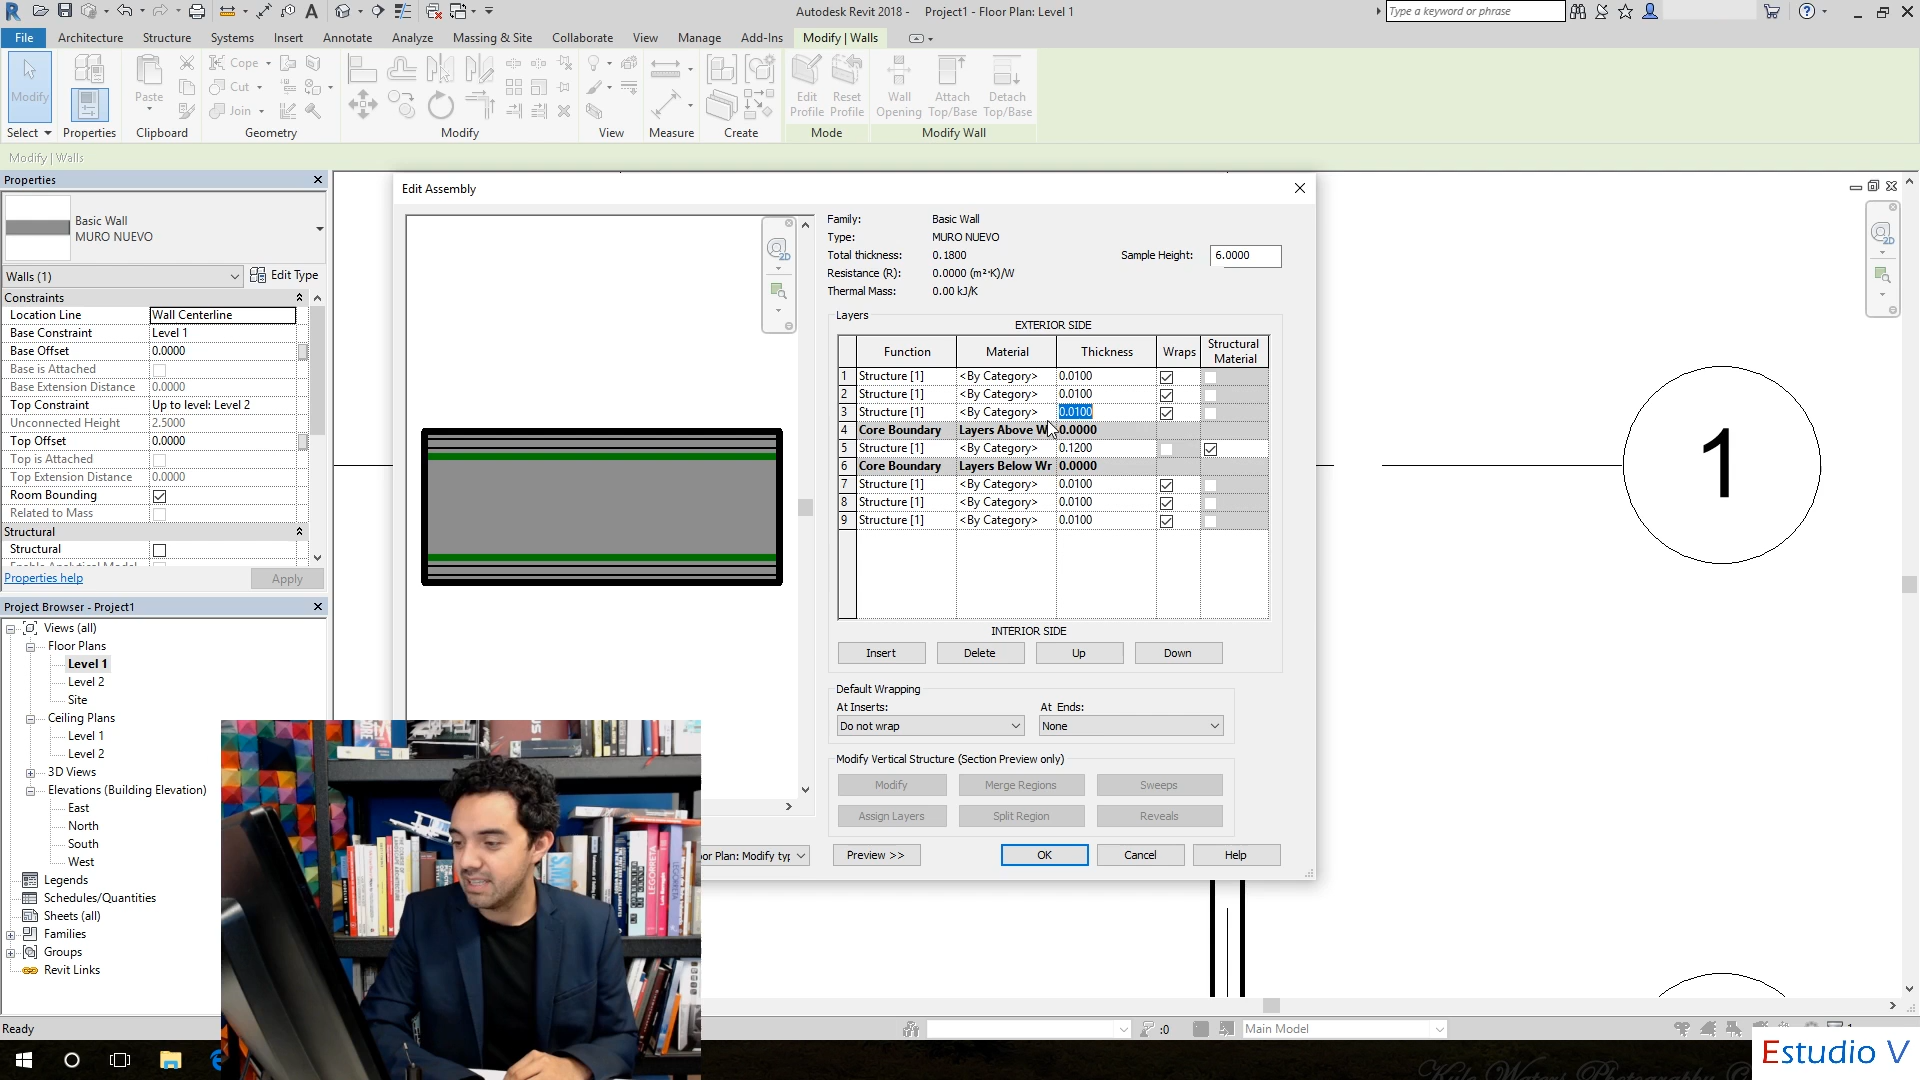 Autodesk Revit 2018 - Project1 - Floor Plan: Level 1
Type a keyword or phrase
File Architecture Structure Systems Insert Annotate Analyze Massing & Site Collaborate View Manage Add-Ins Modify | Walls
Modify Paste Cope Cut Join Edit Profile Reset Profile Wall Opening Attach Top/Base Detach Top/Base
Select Properties Clipboard Geometry Modify View Measure Create Mode Modify Wall
Modify | Walls
Properties
Basic Wall
MURO NUEVO
Walls (1) Edit Type
Constraints
Location Line Wall Centerline
Base Constraint Level 1
Base Offset 0.0000
Base is Attached
Base Extension Distance 0.0000
Top Constraint Up to level: Level 2
Unconnected Height 2.5000
Top Offset 0.0000
Top is Attached
Top Extension Distance 0.0000
Room Bounding
Related to Mass
Structural
Structural
Properties help Apply
Project Browser - Project1
Views (all)
Floor Plans
Level 1
Level 2
Site
Ceiling Plans
Level 1
Level 2
3D Views
Elevations (Building Elevation)
East
North
South
West
Legends
Schedules/Quantities
Sheets (all)
Families
Groups
Revit Links
Ready
Edit Assembly
2D
Family: Basic Wall
Type: MURO NUEVO
Total thickness: 0.1800 Sample Height: 6.0000
Resistance (R): 0.0000 (m²·K)/W
Thermal Mass: 0.00 kJ/K
Layers
EXTERIOR SIDE
Function Material Thickness Wraps Structural Material
1 Structure [1] <By Category> 0.0100
2 Structure [1] <By Category> 0.0100
3 Structure [1] <By Category> 0.0100
4 Core Boundary Layers Above W 0.0000
5 Structure [1] <By Category> 0.1200
6 Core Boundary Layers Below Wr 0.0000
7 Structure [1] <By Category> 0.0100
8 Structure [1] <By Category> 0.0100
9 Structure [1] <By Category> 0.0100
INTERIOR SIDE
Insert Delete Up Down
Default Wrapping
At Inserts: At Ends:
Do not wrap None
Modify Vertical Structure (Section Preview only)
Modify Merge Regions Sweeps
Assign Layers Split Region Reveals
or Plan: Modify typ Preview >> OK Cancel Help
1
2D
LEGORRETA
:0 Main Model
Estudio V